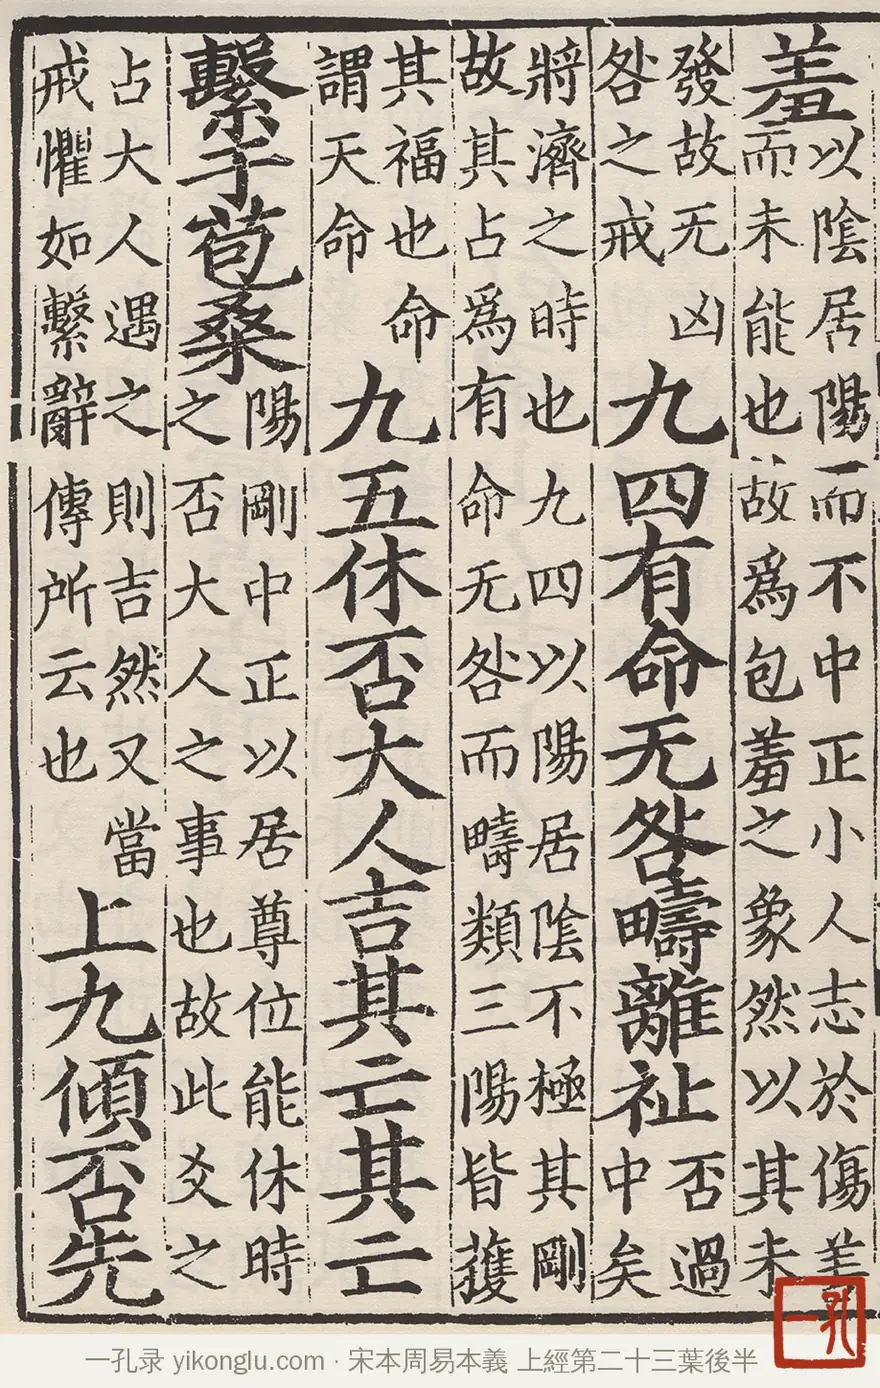 羞以陰居陽而不中正小人志於傷善而未能也故爲包羞之象然以其未
發故无凶咎之戒九四有命无咎疇離祉否過中矣
將濟之時也九四以陽居陰不極其剛故其占爲有命无咎而疇類三陽皆獲
其福也命謂天命九五休否大人吉其亡其亡
繫于苞桑陽剛中正以居尊位能休時之否大人之事也故此爻之
占大人遇之則吉然又當戒懼如繫辭傳所云也上九傾否先
一孔
一孔录 yikonglu.com · 宋本周易本義 上經第二十三葉後半